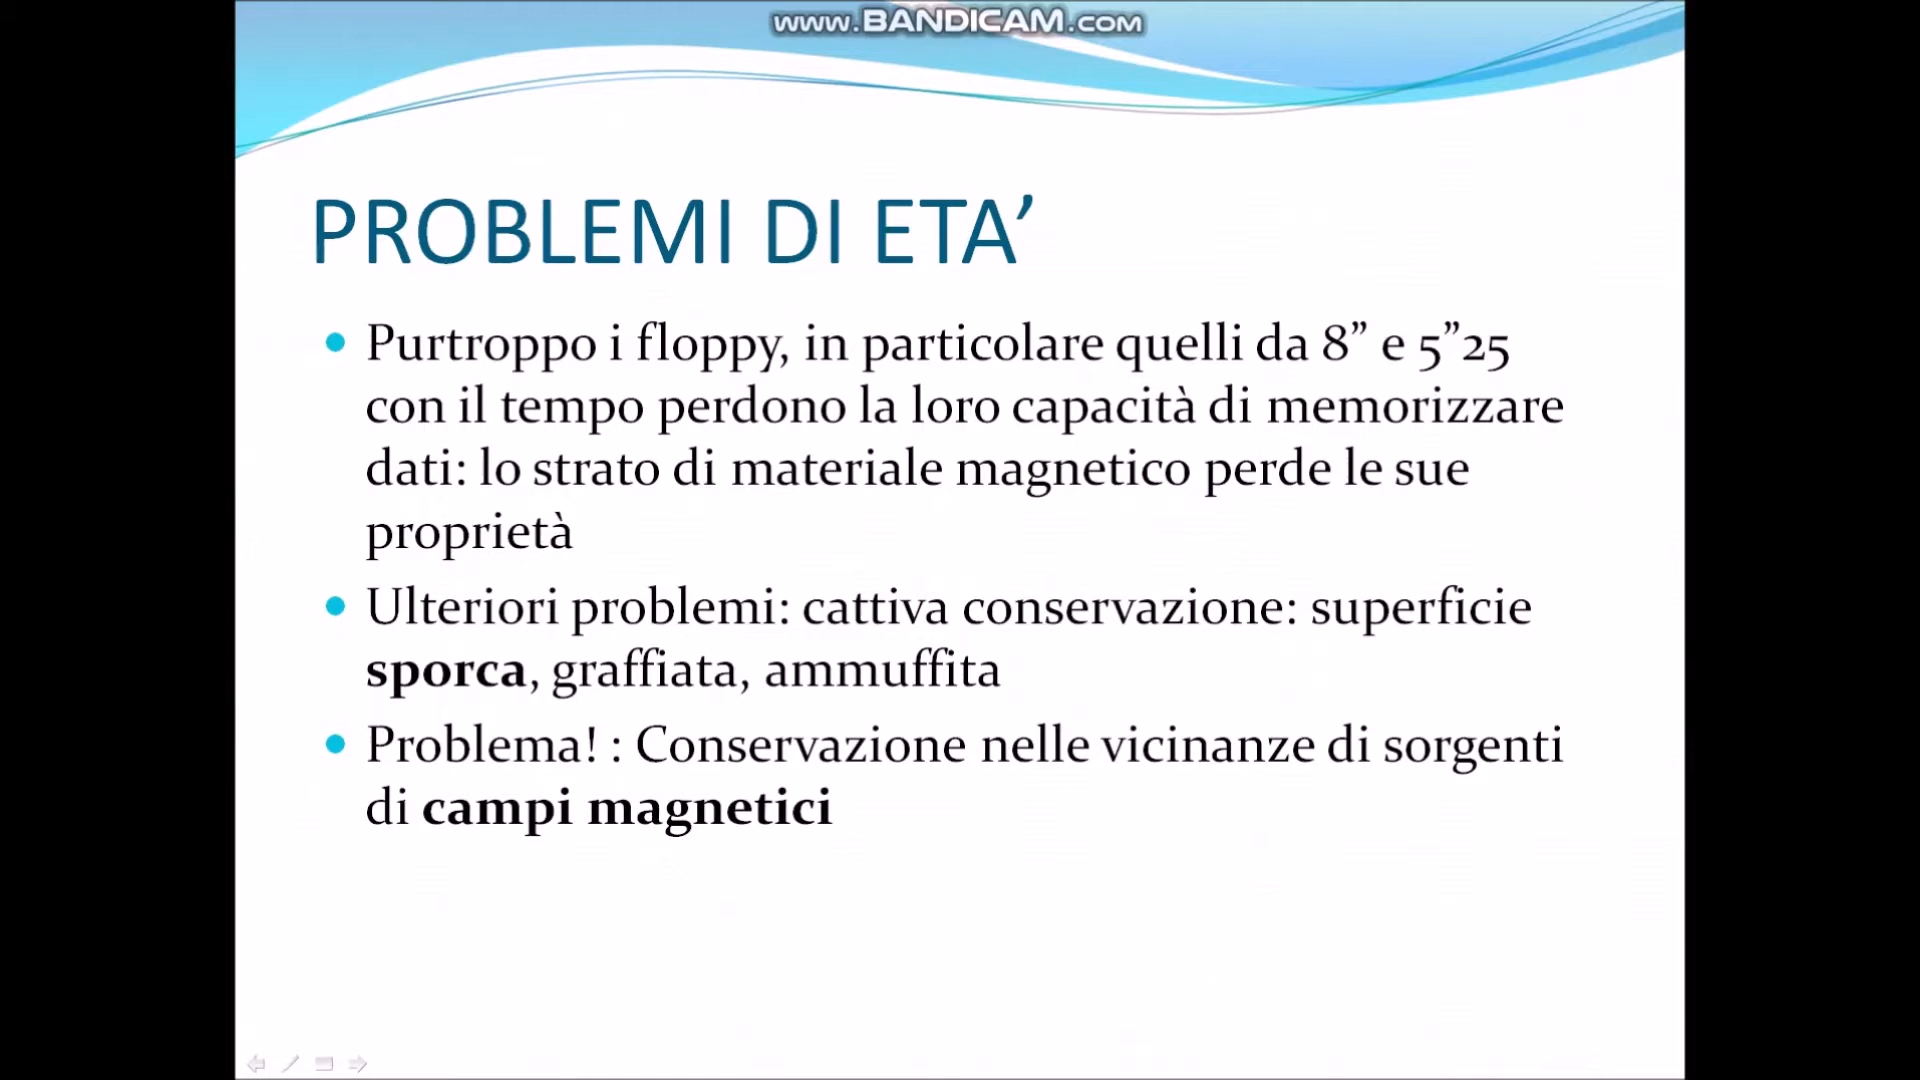 www.BANDICAM.com
PROBLEMI DI ETA’
• Purtroppo i floppy, in particolare quelli da 8” e 5”25
con il tempo perdono la loro capacità di memorizzare
dati: lo strato di materiale magnetico perde le sue
proprietà
• Ulteriori problemi: cattiva conservazione: superficie
sporca, graffiata, ammuffita
• Problema! : Conservazione nelle vicinanze di sorgenti
di campi magnetici